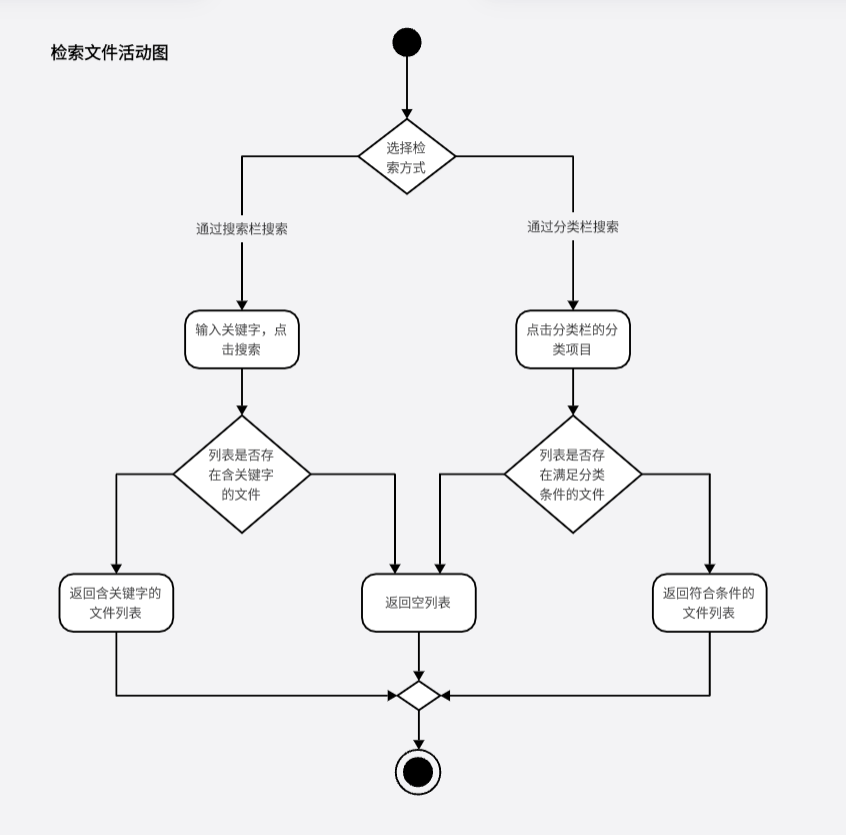 检索文件活动图
选择检
索方式
通过搜索栏搜索
通过分类栏搜索
输入关键字，点
击搜索
点击分类栏的分
类项目
列表是否存
在含关键字
的文件
列表是否存
在满足分类
条件的文件
返回含关键字的
文件列表
返回空列表
返回符合条件的
文件列表